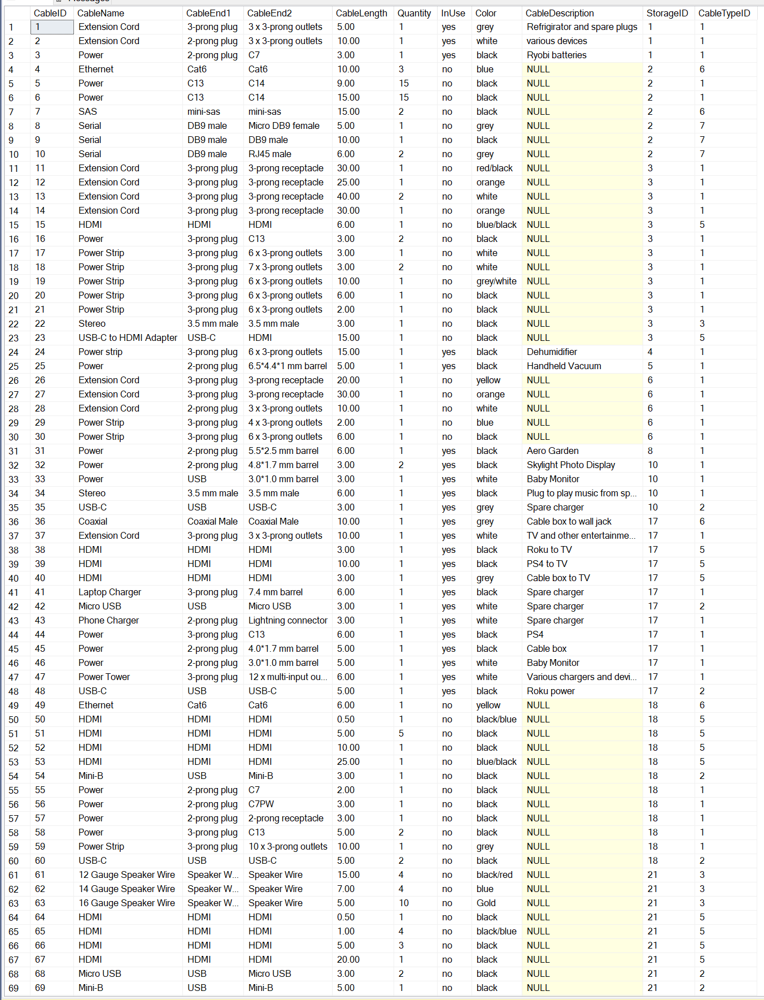 Messages
CableID CableName CableEnd1 CableEnd2 CableLength Quantity InUse Color CableDescription StorageID CableTypeID
1 1 Extension Cord 3-prong plug 3 x 3-prong outlets 5.00 1 yes grey Refrigirator and spare plugs 1 1
2 2 Extension Cord 2-prong plug 3 x 3-prong outlets 10.00 1 yes white various devices 1 1
3 3 Power 2-prong plug C7 3.00 1 yes black Ryobi batteries 1 1
4 4 Ethernet Cat6 Cat6 10.00 3 no blue NULL 2 6
5 5 Power C13 C14 9.00 15 no black NULL 2 1
6 6 Power C13 C14 15.00 15 no black NULL 2 1
7 7 SAS mini-sas mini-sas 15.00 2 no black NULL 2 6
8 8 Serial DB9 male Micro DB9 female 5.00 1 no grey NULL 2 7
9 9 Serial DB9 male DB9 male 10.00 1 no black NULL 2 7
10 10 Serial DB9 male RJ45 male 6.00 2 no grey NULL 2 7
11 11 Extension Cord 3-prong plug 3-prong receptacle 30.00 1 no red/black NULL 3 1
12 12 Extension Cord 3-prong plug 3-prong receptacle 25.00 1 no orange NULL 3 1
13 13 Extension Cord 3-prong plug 3-prong receptacle 40.00 2 no white NULL 3 1
14 14 Extension Cord 3-prong plug 3-prong receptacle 30.00 1 no orange NULL 3 1
15 15 HDMI HDMI HDMI 6.00 1 no blue/black NULL 3 5
16 16 Power 3-prong plug C13 3.00 2 no black NULL 3 1
17 17 Power Strip 3-prong plug 6 x 3-prong outlets 3.00 1 no white NULL 3 1
18 18 Power Strip 3-prong plug 7 x 3-prong outlets 3.00 2 no white NULL 3 1
19 19 Power Strip 3-prong plug 6 x 3-prong outlets 10.00 1 no grey/white NULL 3 1
20 20 Power Strip 3-prong plug 6 x 3-prong outlets 6.00 1 no black NULL 3 1
21 21 Power Strip 3-prong plug 6 x 3-prong outlets 2.00 1 no black NULL 3 1
22 22 Stereo 3.5 mm male 3.5 mm male 3.00 1 no black NULL 3 3
23 23 USB-C to HDMI Adapter USB-C HDMI 15.00 1 no black NULL 3 5
24 24 Power strip 3-prong plug 6 x 3-prong outlets 15.00 1 yes black Dehumidifier 4 1
25 25 Power 2-prong plug 6.5*4.4*1 mm barrel 5.00 1 yes black Handheld Vacuum 5 1
26 26 Extension Cord 3-prong plug 3-prong receptacle 20.00 1 no yellow NULL 6 1
27 27 Extension Cord 3-prong plug 3-prong receptacle 30.00 1 no orange NULL 6 1
28 28 Extension Cord 2-prong plug 3 x 3-prong outlets 10.00 1 no white NULL 6 1
29 29 Power Strip 3-prong plug 4 x 3-prong outlets 2.00 1 no blue NULL 6 1
30 30 Power Strip 3-prong plug 6 x 3-prong outlets 6.00 1 no black NULL 6 1
31 31 Power 2-prong plug 5.5*2.5 mm barrel 6.00 1 yes black Aero Garden 8 1
32 32 Power 2-prong plug 4.8*1.7 mm barrel 3.00 2 yes black Skylight Photo Display 10 1
33 33 Power USB 3.0*1.0 mm barrel 3.00 1 yes white Baby Monitor 10 1
34 34 Stereo 3.5 mm male 3.5 mm male 6.00 1 yes black Plug to play music from sp... 10 1
35 35 USB-C USB USB-C 3.00 1 yes grey Spare charger 10 2
36 36 Coaxial Coaxial Male Coaxial Male 10.00 1 yes grey Cable box to wall jack 17 6
37 37 Extension Cord 3-prong plug 3 x 3-prong outlets 10.00 1 yes white TV and other entertainme... 17 1
38 38 HDMI HDMI HDMI 3.00 1 yes black Roku to TV 17 5
39 39 HDMI HDMI HDMI 10.00 1 yes black PS4 to TV 17 5
40 40 HDMI HDMI HDMI 3.00 1 yes grey Cable box to TV 17 5
41 41 Laptop Charger 3-prong plug 7.4 mm barrel 6.00 1 yes black Spare charger 17 1
42 42 Micro USB USB Micro USB 3.00 1 yes white Spare charger 17 2
43 43 Phone Charger 2-prong plug Lightning connector 3.00 1 yes white Spare charger 17 1
44 44 Power 3-prong plug C13 6.00 1 yes black PS4 17 1
45 45 Power 2-prong plug 4.0*1.7 mm barrel 5.00 1 yes black Cable box 17 1
46 46 Power 2-prong plug 3.0*1.0 mm barrel 5.00 1 yes white Baby Monitor 17 1
47 47 Power Tower 3-prong plug 12 x multi-input ou... 6.00 1 yes white Various chargers and devi... 17 1
48 48 USB-C USB USB-C 5.00 1 yes black Roku power 17 2
49 49 Ethernet Cat6 Cat6 6.00 1 no yellow NULL 18 6
50 50 HDMI HDMI HDMI 0.50 1 no black/blue NULL 18 5
51 51 HDMI HDMI HDMI 5.00 5 no black NULL 18 5
52 52 HDMI HDMI HDMI 10.00 1 no black NULL 18 5
53 53 HDMI HDMI HDMI 25.00 1 no blue/black NULL 18 5
54 54 Mini-B USB Mini-B 3.00 1 no black NULL 18 2
55 55 Power 2-prong plug C7 2.00 1 no black NULL 18 1
56 56 Power 2-prong plug C7PW 3.00 1 no black NULL 18 1
57 57 Power 2-prong plug 2-prong receptacle 3.00 1 no black NULL 18 1
58 58 Power 3-prong plug C13 5.00 2 no black NULL 18 1
59 59 Power Strip 3-prong plug 10 x 3-prong outlets 10.00 1 no grey NULL 18 1
60 60 USB-C USB USB-C 5.00 2 no black NULL 18 2
61 61 12 Gauge Speaker Wire Speaker W... Speaker Wire 15.00 4 no black/red NULL 21 3
62 62 14 Gauge Speaker Wire Speaker W... Speaker Wire 7.00 4 no blue NULL 21 3
63 63 16 Gauge Speaker Wire Speaker W... Speaker Wire 5.00 10 no Gold NULL 21 3
64 64 HDMI HDMI HDMI 0.50 1 no black NULL 21 5
65 65 HDMI HDMI HDMI 1.00 4 no black/blue NULL 21 5
66 66 HDMI HDMI HDMI 5.00 3 no black NULL 21 5
67 67 HDMI HDMI HDMI 20.00 1 no black NULL 21 5
68 68 Micro USB USB Micro USB 3.00 2 no black NULL 21 2
69 69 Mini-B USB Mini-B 5.00 1 no black NULL 21 2